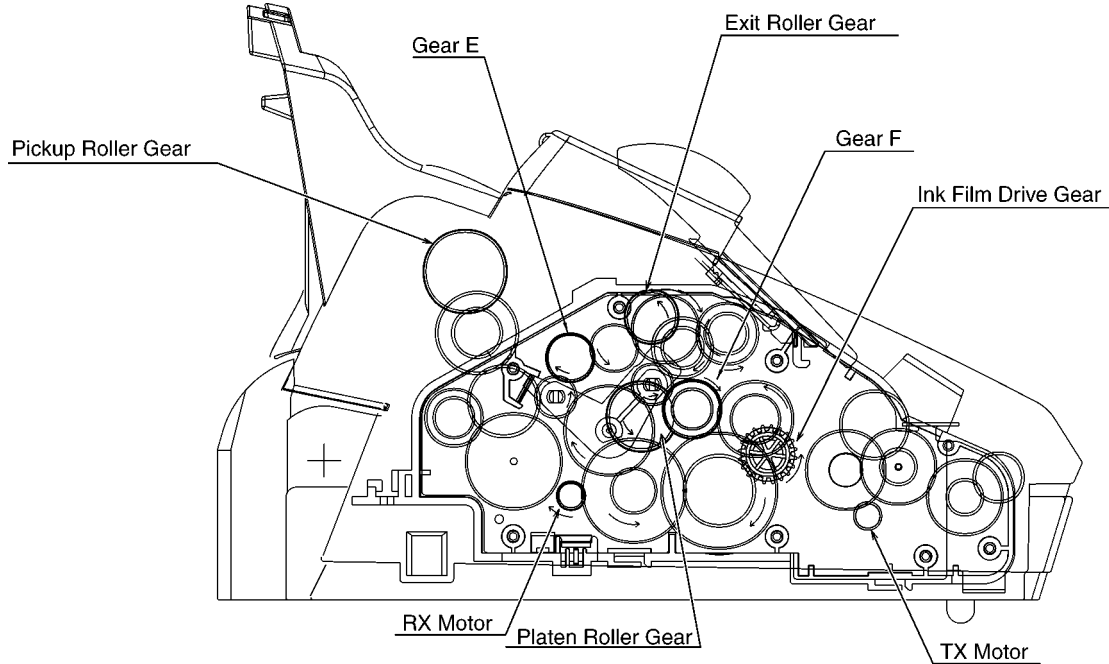 Exit Roller Gear
Gear E
Pickup Roller Gear
Gear F
Ink Film Drive Gear
RX Motor
Platen Roller Gear
TX Motor